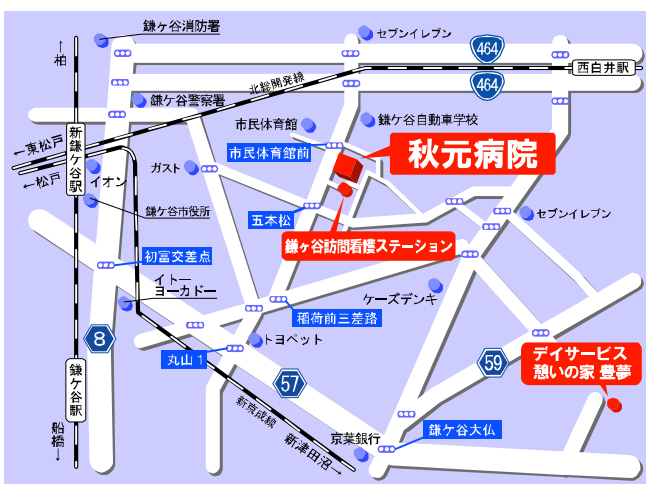 鎌ヶ谷消防署
セブンイレブン
464
↑柏
西白井駅
北総開発線
464
鎌ヶ谷警察署
市民体育館
鎌ケ谷自動車学校
←東松戸
新鎌ケ谷駅
市民体育館前
秋元病院
←松戸
イオン
ガスト
鎌ケ谷市役所
五本松
セブンイレブン
鎌ヶ谷訪問看護ステーション
初富交差点
イトー
ヨーカドー
ケーズデンキ
稲荷前三差路
8
トヨペット
丸山1
59
デイサービス
憩いの家 豊夢
57
鎌ケ谷駅
新京成線
新津田沼→
船橋→
京葉銀行
鎌ケ谷大仏